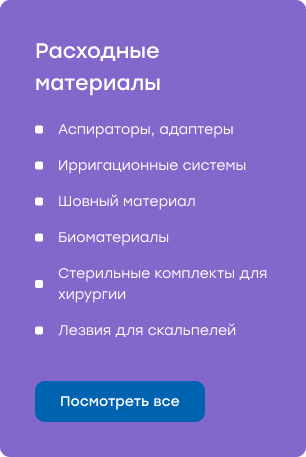 Расходные
материалы
Аспираторы, адаптеры
Ирригационные системы
Шовный материал
Биоматериалы
Стерильные комплекты для
хирургии
Лезвия для скальпелей
Посмотреть все